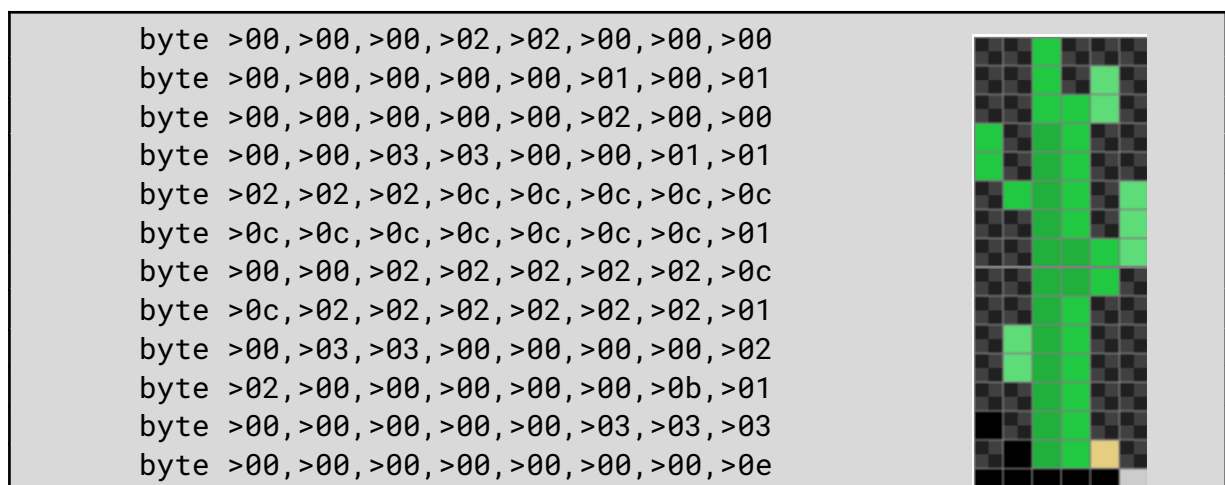 byte >00,>00,>00,>02,>02,>00,>00,>00
byte >00,>00,>00,>00,>00,>01,>00,>01
byte >00,>00,>00,>00,>00,>02,>00,>00
byte >00,>00,>03,>03,>00,>00,>01,>01
byte >02,>02,>02,>0c,>0c,>0c,>0c,>0c
byte >0c,>0c,>0c,>0c,>0c,>0c,>0c,>01
byte >00,>00,>02,>02,>02,>02,>02,>0c
byte >0c,>02,>02,>02,>02,>02,>02,>01
byte >00,>03,>03,>00,>00,>00,>00,>02
byte >02,>00,>00,>00,>00,>00,>0b,>01
byte >00,>00,>00,>00,>00,>03,>03,>03
byte >00,>00,>00,>00,>00,>00,>00,>0e